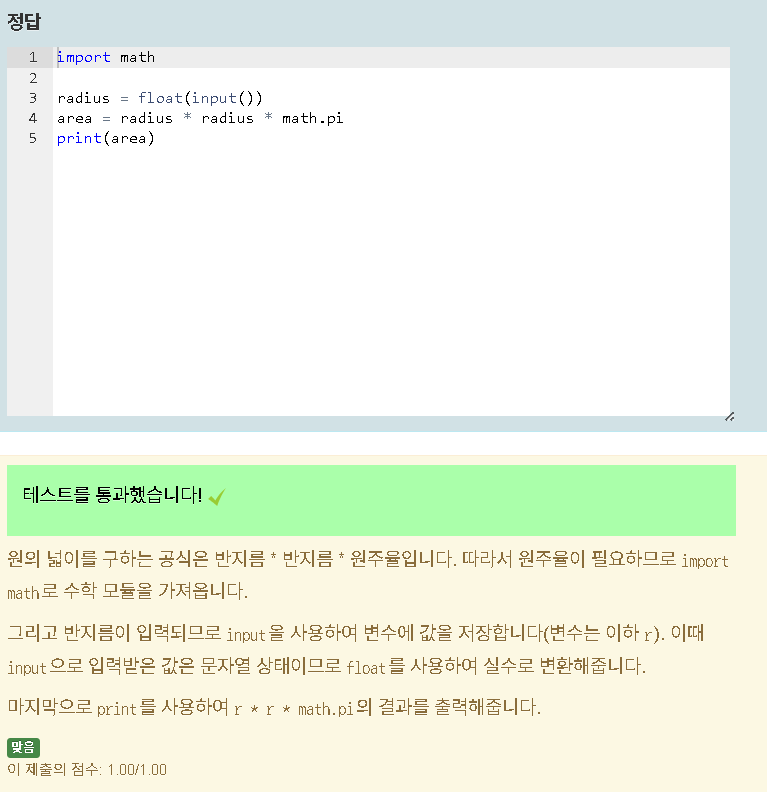 정답
1 import math
2
3 radius = float(input())
4 area = radius * radius * math.pi
5 print(area)
테스트를 통과했습니다!
원의 넓이를 구하는 공식은 반지름 * 반지름 * 원주율입니다. 따라서 원주율이 필요하므로 import
math로 수학 모듈을 가져옵니다.
그리고 반지름이 입력되므로 input을 사용하여 변수에 값을 저장합니다(변수는 이하 r). 이때
input으로 입력받은 값은 문자열 상태이므로 float를 사용하여 실수로 변환해줍니다.
마지막으로 print를 사용하여 r * r * math.pi의 결과를 출력해줍니다.
맞음
이 제출의 점수: 1.00/1.00